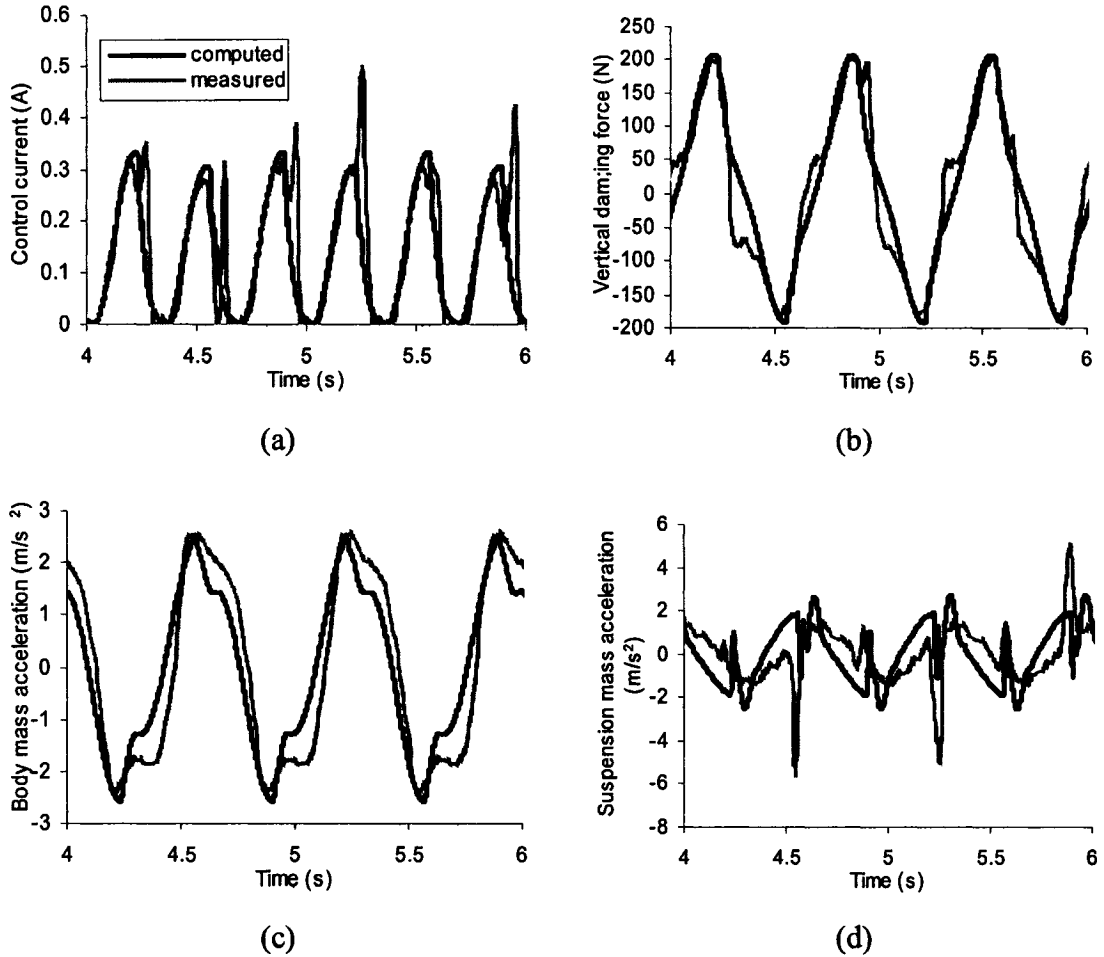 0.6
0.5
0.4
0.3
0.2
0.1
0
Control current (A)
computed
measured
4 4.5 5 5.5 6
Time (s)
(a)
250
200
150
100
50
0
-50
-100
-150
-200
Vertical dam;ing force (N)
4 4.5 5 5.5 6
Time (s)
(b)
3
2
1
0
-1
-2
-3
Body mass acceleration (m/s ²)
4 4.5 5 5.5 6
Time (s)
(c)
6
4
2
0
-2
-4
-6
-8
Suspension mass acceleration
(m/s²)
4 4.5 5 5.5 6
Time (s)
(d)